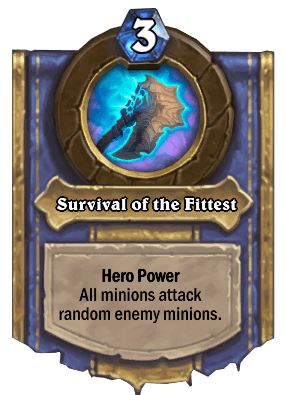 3
Survival of the Fittest
Hero Power
All minions attack
random enemy minions.